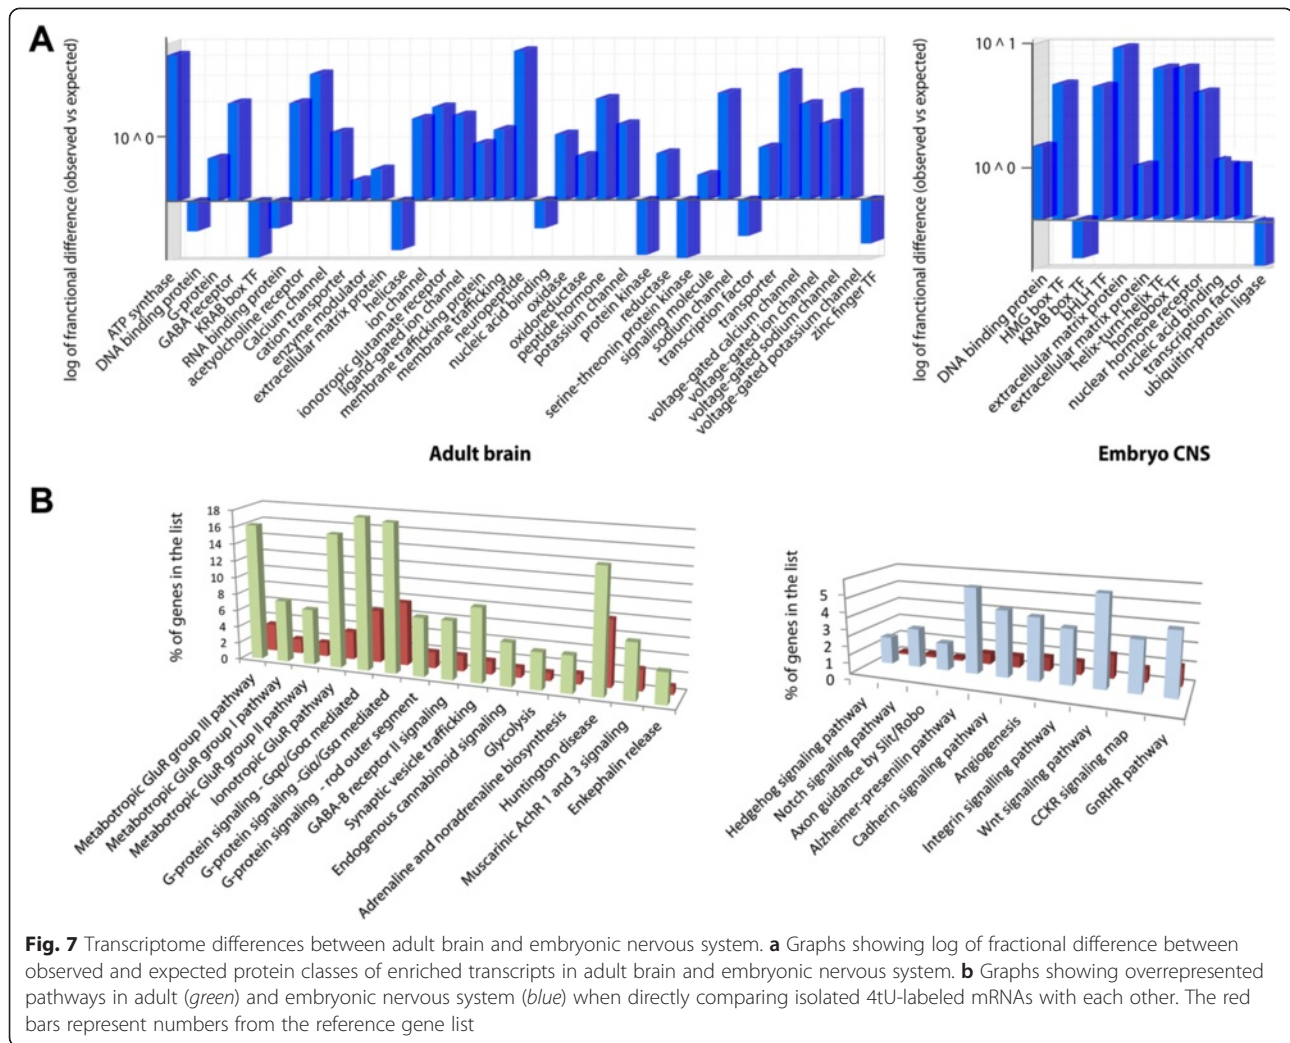 A
log of fractional difference (observed vs expected)
10 ^ 0
ATP synthase
DNA binding protein
G-protein
GABA receptor
KRAB box TF
RNA binding protein
acetyolcholine receptor
Calcium channel
cation transporter
enzyme modulator
extracellular matrix protein
helicase
ion channel
ionotropic glutamate receptor
ligand-gated ion channel
membrane trafficking protein
membrane trafficking
neuropeptide
nucleic acid binding
oxidase
oxidoreductase
peptide hormone
potassium channel
protein kinase
reductase
serine-threonin protein kinase
signaling molecule
sodium channel
transcription factor
transporter
voltage-gated calcium channel
voltage-gated ion channel
voltage-gated sodium channel
voltage-gated potassium channel
zinc finger TF
Adult brain
log of fractional difference (observed vs expected)
10 ^ 1
10 ^ 0
DNA binding protein
HMG box TF
KRAB box TF
bHLH TF
extracellular matrix protein
extracellular matrix protein
helix-turn-helix TF
homeobox TF
nuclear hormone receptor
nucleic acid binding
transcription factor
ubiquitin-protein ligase
Embryo CNS
B
% of genes in the list
18
16
14
12
10
8
6
4
2
0
Metabotropic GluR group III pathway
Metabotropic GluR group I pathway
Metabotropic GluR group II pathway
Ionotropic GluR pathway
G-protein signaling - Gqα/Goα mediated
G-protein signaling -Giα/Gsα mediated
G-protein signaling - rod outer segment
GABA-B receptor II signaling
Synaptic vesicle trafficking
Endogenous cannabinoid signaling
Glycolysis
Adrenaline and noradrenaline biosynthesis
Huntington disease
Muscarinic AchR 1 and 3 signaling
Enkephalin release
% of genes in the list
5
4
3
2
1
0
Hedgehog signaling pathway
Notch signaling pathway
Axon guidance by Slit/Robo
Alzheimer-presenilin pathway
Cadherin signaling pathway
Angiogenesis
Integrin signalling pathway
Wnt signaling pathway
CCKR signaling map
GnRHR pathway
Fig. 7 Transcriptome differences between adult brain and embryonic nervous system. a Graphs showing log of fractional difference between
observed and expected protein classes of enriched transcripts in adult brain and embryonic nervous system. b Graphs showing overrepresented
pathways in adult (green) and embryonic nervous system (blue) when directly comparing isolated 4tU-labeled mRNAs with each other. The red
bars represent numbers from the reference gene list